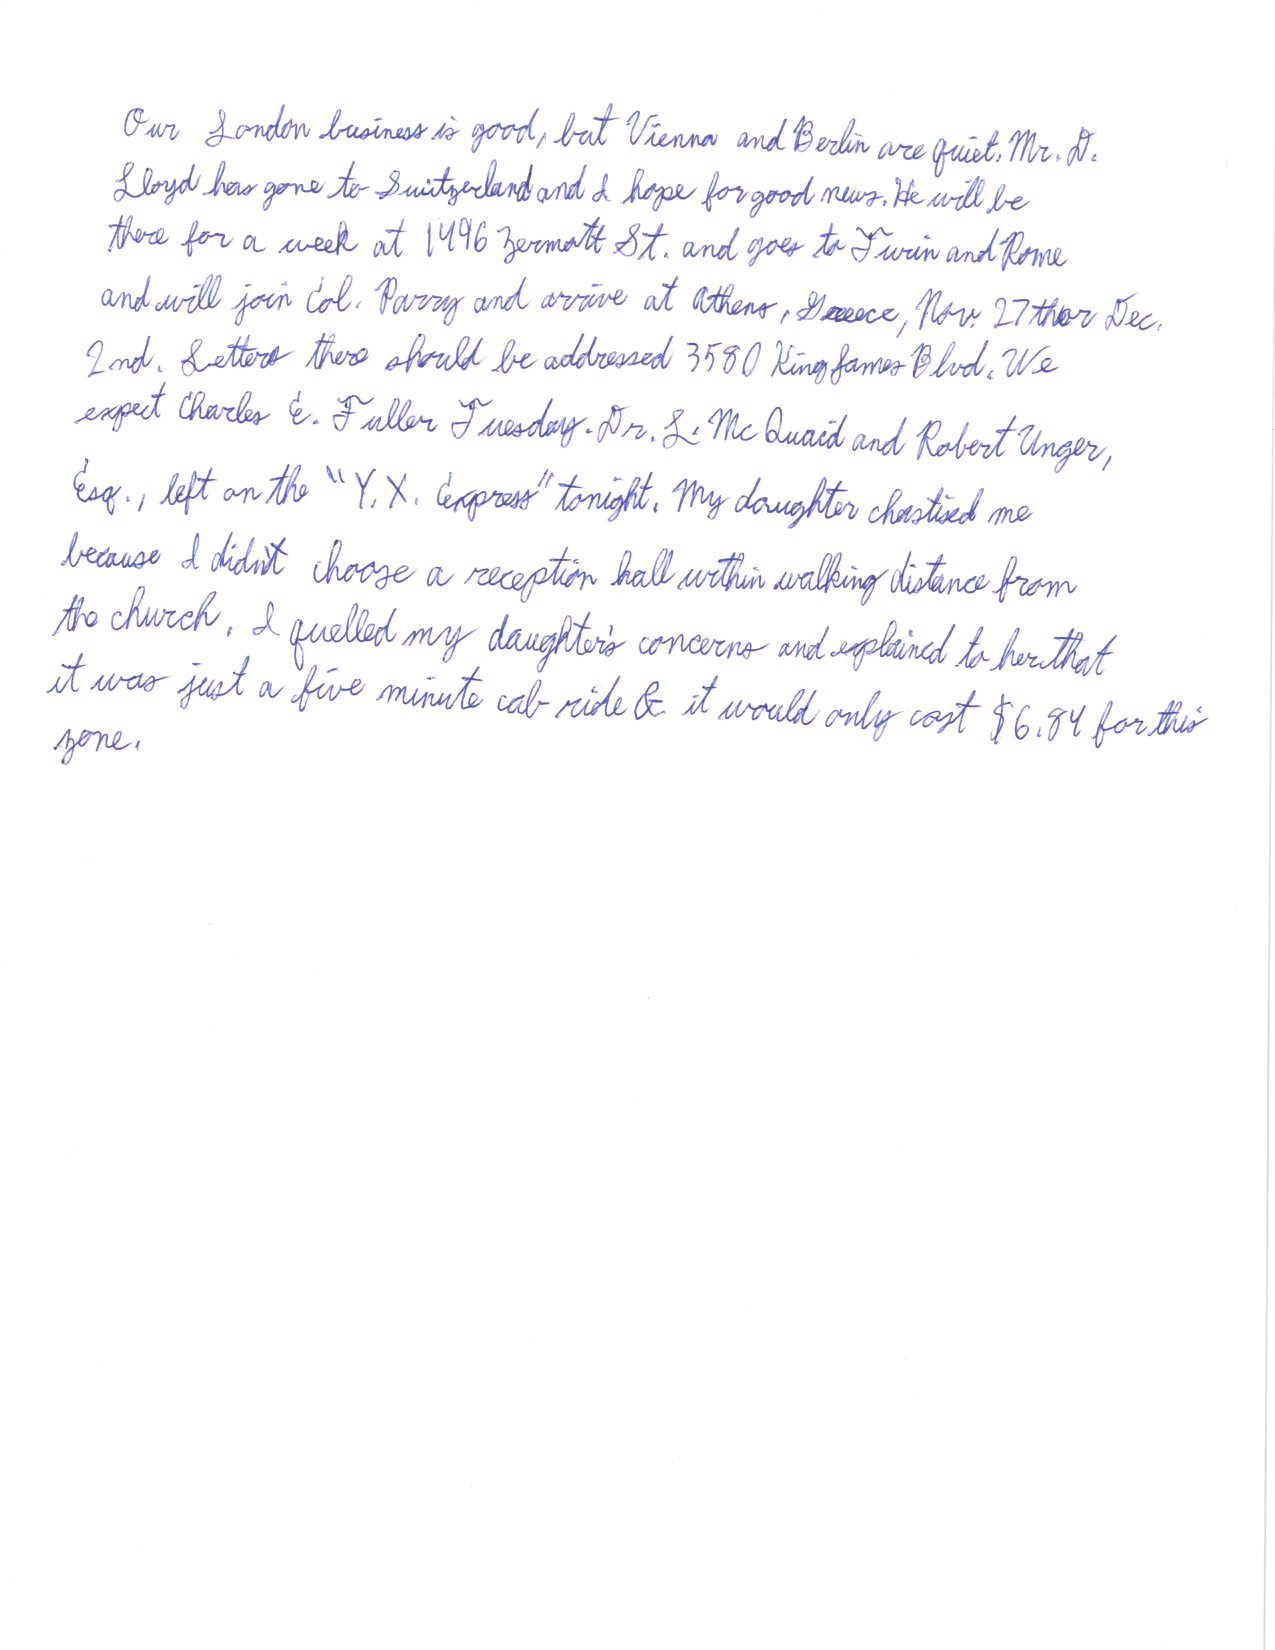 Our London business is good, but Vienna and Berlin are quiet. Mr. D.
Lloyd has gone to Switzerland and I hope for good news. He will be
there for a week at 1496 Zermott St. and goes to Turin and Rome
and will join Col. Parry and arrive at Athens, Greece, Nov. 27th or Dec.
2nd. Letters there should be addressed 3580 King James Blvd. We
expect Charles E. Fuller Tuesday. Dr. L. McQuaid and Robert Unger,
Esq., left on the "Y.X. Express" tonight. My daughter chastised me
because I didn't choose a reception hall within walking distance from
the church. I quelled my daughter's concerns and explained to her that
it was just a five minute cab ride & it would only cost $6.84 for this
zone.